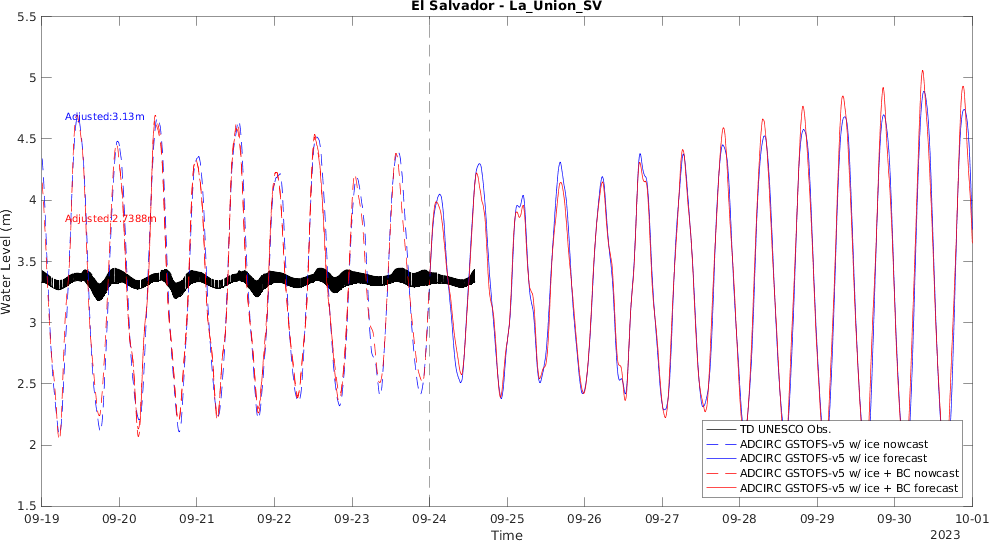 El Salvador - La_Union_SV
Water Level (m)
5.5
5
4.5
4
3.5
3
2.5
2
1.5
Adjusted:3.13m
Adjusted:2.7388m
TD UNESCO Obs.
ADCIRC GSTOFS-v5 w/ ice nowcast
ADCIRC GSTOFS-v5 w/ ice forecast
ADCIRC GSTOFS-v5 w/ ice + BC nowcast
ADCIRC GSTOFS-v5 w/ ice + BC forecast
09-19 09-20 09-21 09-22 09-23 09-24 09-25 09-26 09-27 09-28 09-29 09-30 10-01
Time
2023